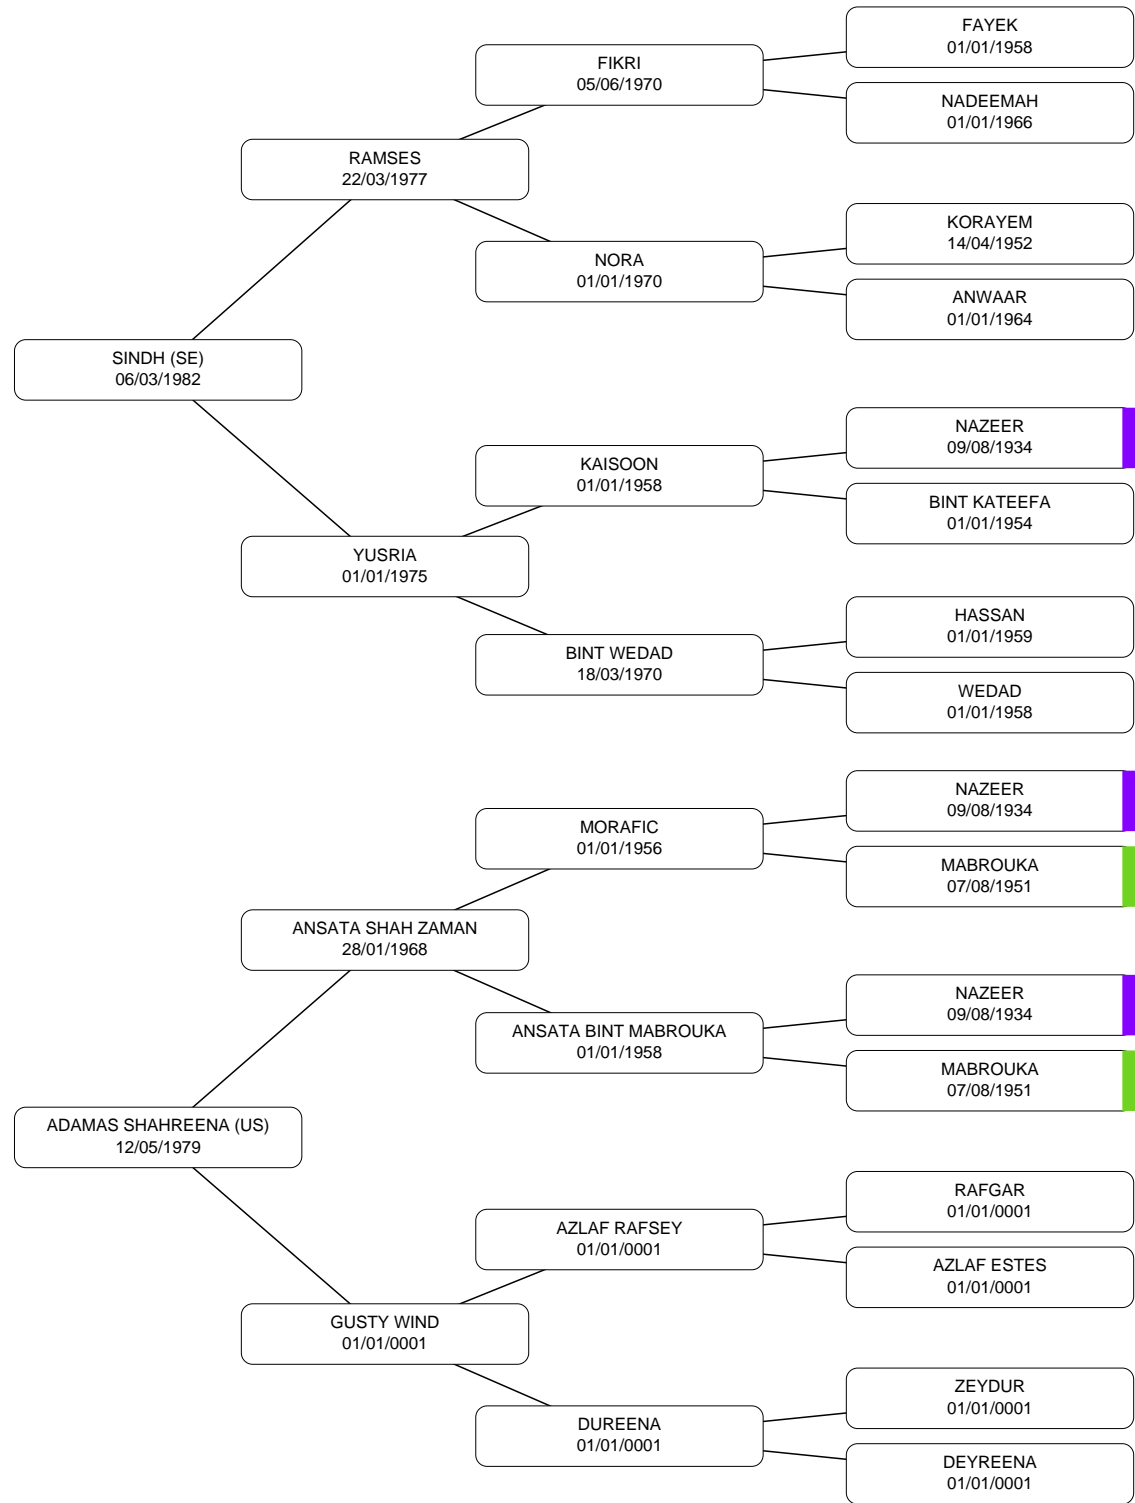 FAYEK
01/01/1958
FIKRI
05/06/1970
NADEEMAH
01/01/1966
RAMSES
22/03/1977
KORAYEM
14/04/1952
NORA
01/01/1970
ANWAAR
01/01/1964
SINDH (SE)
06/03/1982
NAZEER
09/08/1934
KAISOON
01/01/1958
BINT KATEEFA
01/01/1954
YUSRIA
01/01/1975
HASSAN
01/01/1959
BINT WEDAD
18/03/1970
WEDAD
01/01/1958
NAZEER
09/08/1934
MORAFIC
01/01/1956
MABROUKA
07/08/1951
ANSATA SHAH ZAMAN
28/01/1968
NAZEER
09/08/1934
ANSATA BINT MABROUKA
01/01/1958
MABROUKA
07/08/1951
ADAMAS SHAHREENA (US)
12/05/1979
RAFGAR
01/01/0001
AZLAF RAFSEY
01/01/0001
AZLAF ESTES
01/01/0001
GUSTY WIND
01/01/0001
ZEYDUR
01/01/0001
DUREENA
01/01/0001
DEYREENA
01/01/0001